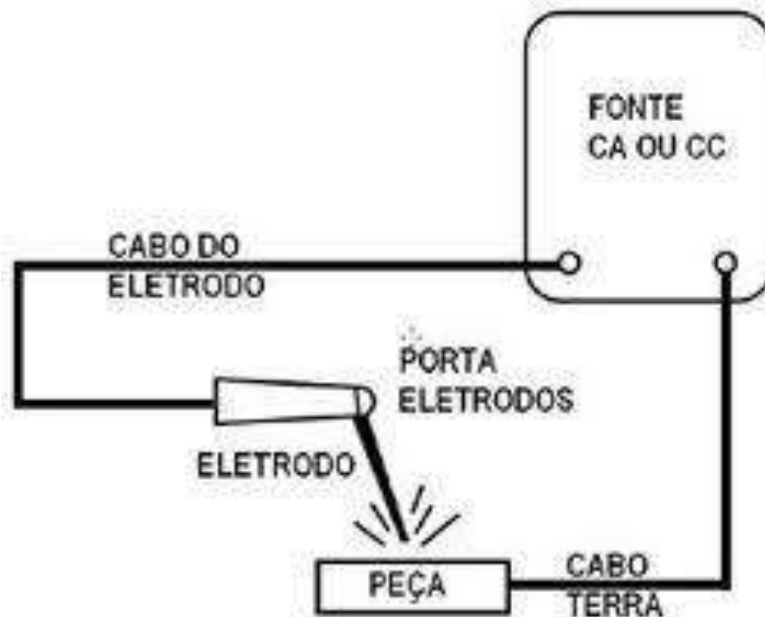 FONTE
CA OU CC
CABO DO
ELETRODO
PORTA
ELETRODOS
ELETRODO
PEÇA
CABO
TERRA